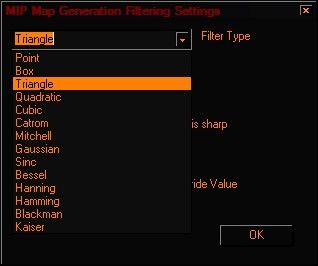 MIP Map Generation Filtering Settings
Triangle
Filter Type
Point
Box
Triangle
Quadratic
Cubic
Catrom
is sharp
Mitchell
Gaussian
Sinc
Bessel
ide Value
Hanning
Hamming
Blackman
OK
Kaiser